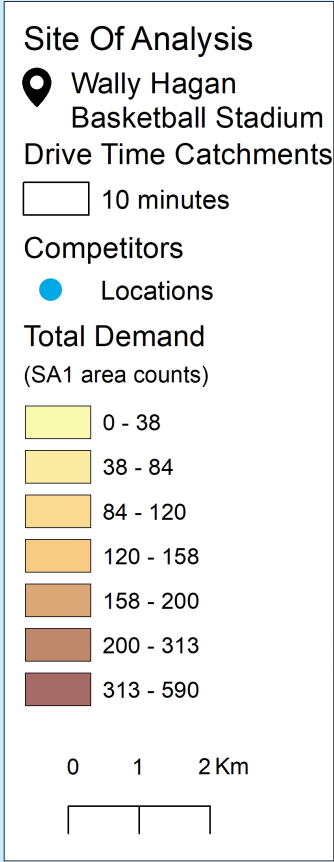 Site Of Analysis
Wally Hagan
Basketball Stadium
Drive Time Catchments
10 minutes
Competitors
Locations
Total Demand
(SA1 area counts)
0 - 38
38 - 84
84 - 120
120 - 158
158 - 200
200 - 313
313 - 590
0 1 2 Km